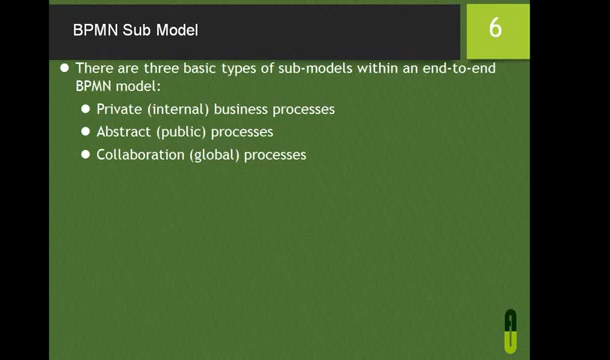 BPMN Sub Model
6
There are three basic types of sub-models within an end-to-end
BPMN model:
Private (internal) business processes
Abstract (public) processes
Collaboration (global) processes